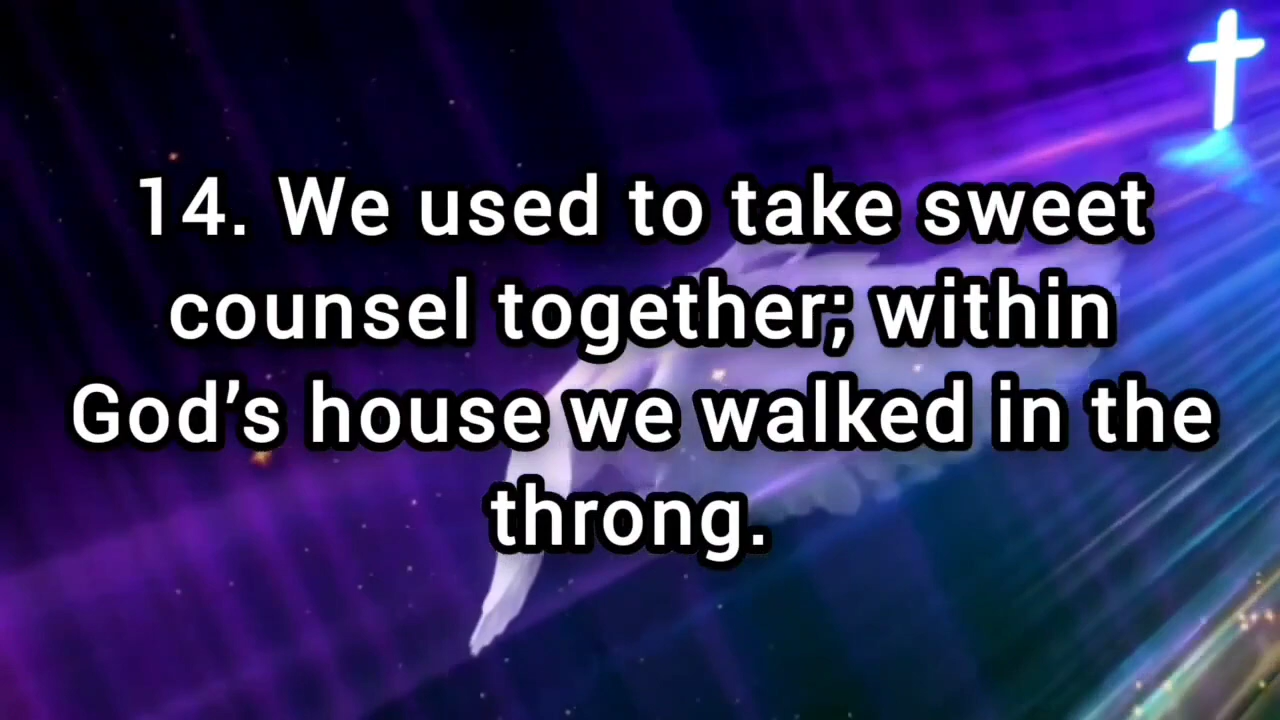 14. We used to take sweet
counsel together; within
God’s house we walked in the
throng.